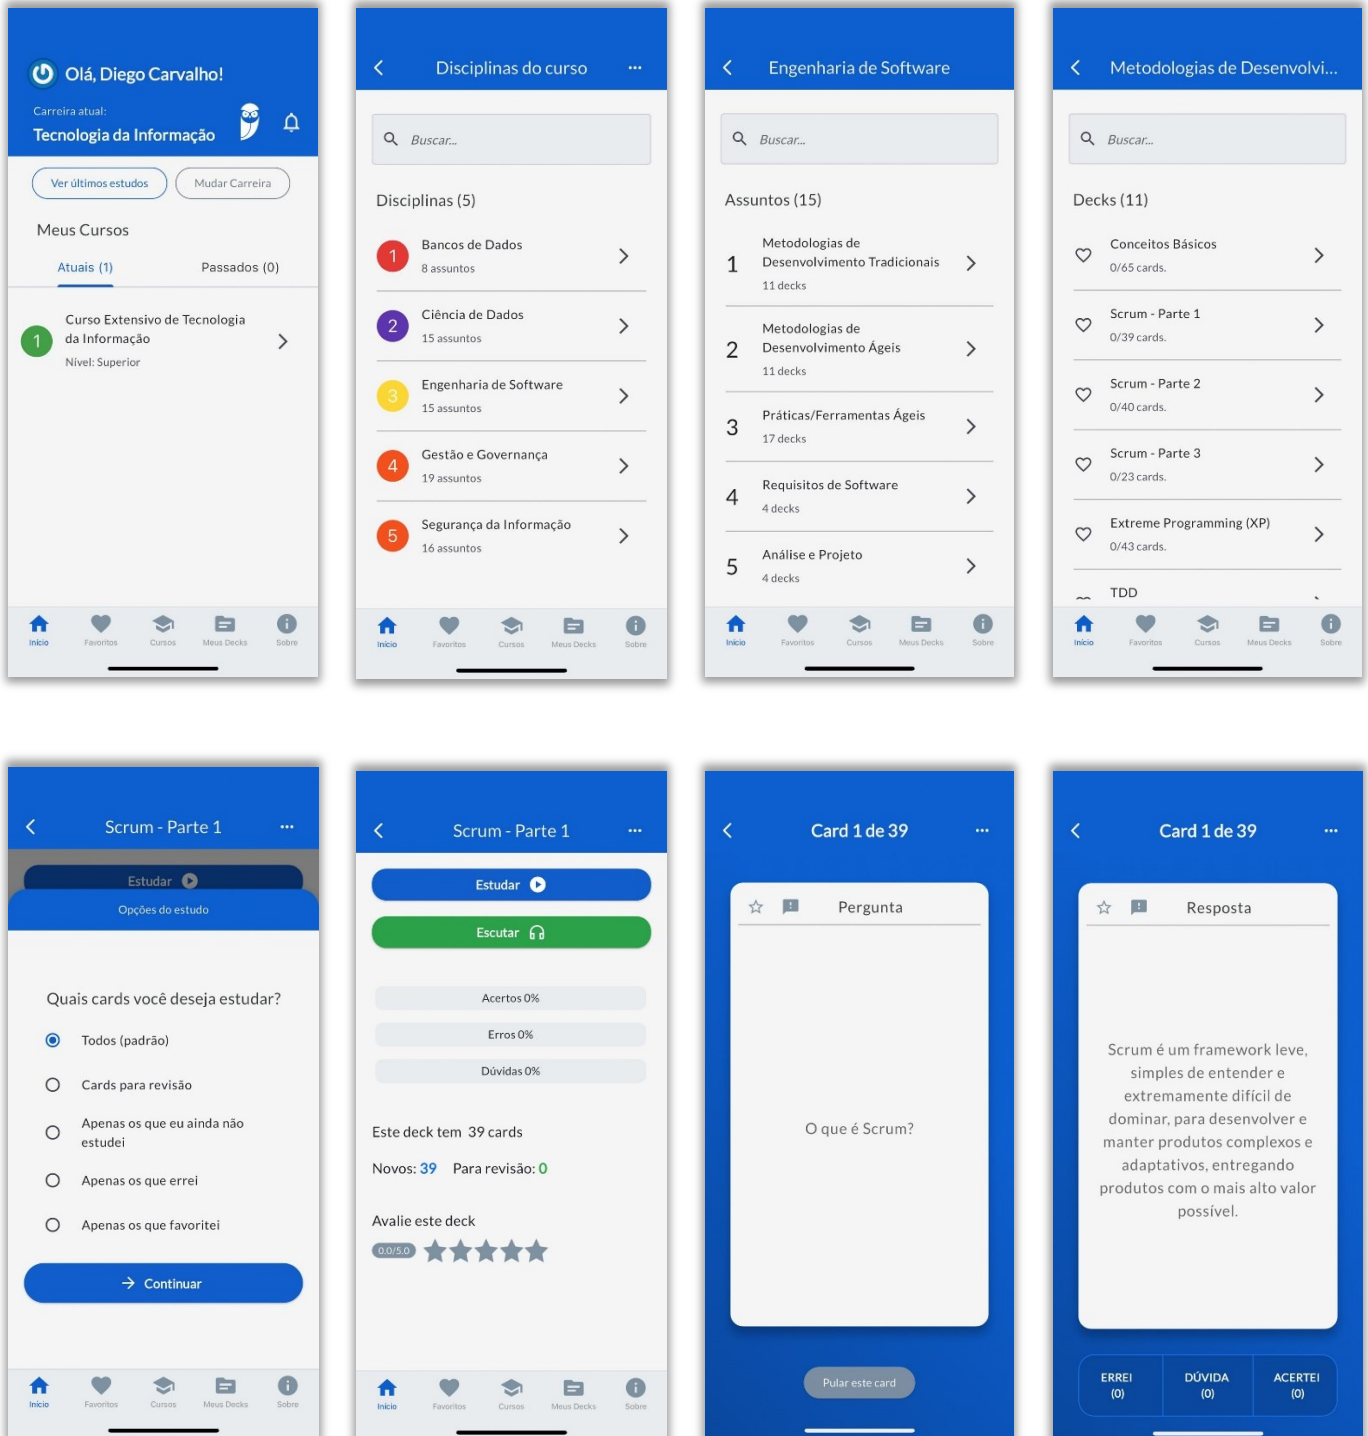 Olá, Diego Carvalho!
Carreira atual:
Tecnologia da Informação
Ver últimos estudos
Mudar Carreira
Meus Cursos
Atuais (1)
Passados (0)
1
Curso Extensivo de Tecnologia
da Informação
Nível: Superior
Início
Favoritos
Cursos
Meus Decks
Sobre
Disciplinas do curso
Buscar...
Disciplinas (5)
1
Bancos de Dados
8 assuntos
2
Ciência de Dados
15 assuntos
3
Engenharia de Software
15 assuntos
4
Gestão e Governança
19 assuntos
5
Segurança da Informação
16 assuntos
Início
Favoritos
Cursos
Meus Decks
Sobre
Engenharia de Software
Buscar...
Assuntos (15)
1
Metodologias de
Desenvolvimento Tradicionais
11 decks
2
Metodologias de
Desenvolvimento Ágeis
11 decks
3
Práticas/Ferramentas Ágeis
17 decks
4
Requisitos de Software
4 decks
5
Análise e Projeto
4 decks
Início
Favoritos
Cursos
Meus Decks
Sobre
Metodologias de Desenvolvi...
Buscar...
Decks (11)
Conceitos Básicos
0/65 cards.
Scrum - Parte 1
0/39 cards.
Scrum - Parte 2
0/40 cards.
Scrum - Parte 3
0/23 cards.
Extreme Programming (XP)
0/43 cards.
TDD
Início
Favoritos
Cursos
Meus Decks
Sobre
Scrum - Parte 1
Estudar
Opções do estudo
Quais cards você deseja estudar?
Todos (padrão)
Cards para revisão
Apenas os que eu ainda não
estudei
Apenas os que errei
Apenas os que favoritei
Continuar
Início
Favoritos
Cursos
Meus Decks
Sobre
Scrum - Parte 1
Estudar
Escutar
Acertos 0%
Erros 0%
Dúvidas 0%
Este deck tem 39 cards
Novos: 39 Para revisão: 0
Avalie este deck
0.0/5.0
Início
Favoritos
Cursos
Meus Decks
Sobre
Card 1 de 39
Pergunta
O que é Scrum?
Pular este card
Card 1 de 39
Resposta
Scrum é um framework leve,
simples de entender e
extremamente difícil de
dominar, para desenvolver e
manter produtos complexos e
adaptativos, entregando
produtos com o mais alto valor
possível.
ERREI
(0)
DÚVIDA
(0)
ACERTEI
(0)